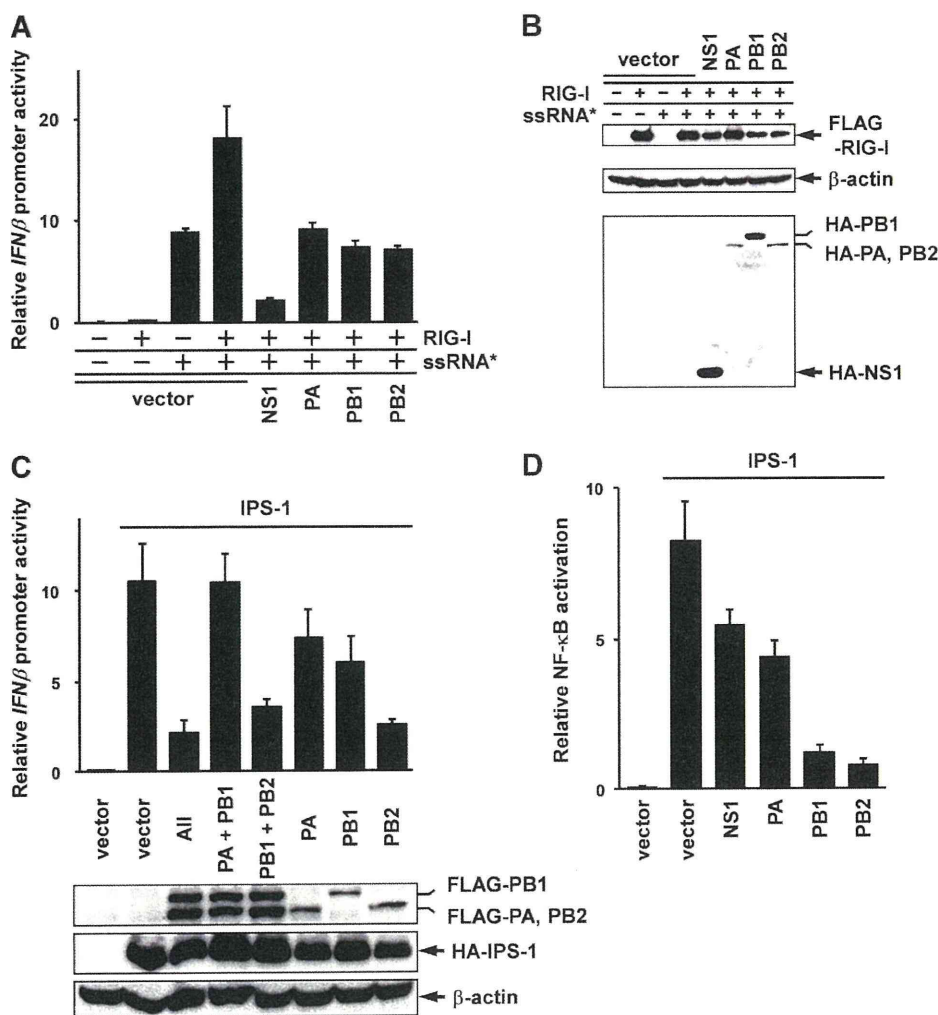 A
Relative IFNβ promoter activity
20
10
0
– + – + + + + + RIG-I
– – + + + + + + ssRNA*
vector NS1 PA PB1 PB2
B
vector NS1 PA PB1 PB2
RIG-I – + – + + + + +
ssRNA* – – + + + + + +
FLAG
-RIG-I
β-actin
HA-PB1
HA-PA, PB2
HA-NS1
C
IPS-1
Relative IFNβ promoter activity
10
5
0
vector vector All PA + PB1 PB1 + PB2 PA PB1 PB2
FLAG-PB1
FLAG-PA, PB2
HA-IPS-1
β-actin
D
IPS-1
Relative NF-κB activation
10
5
0
vector vector NS1 PA PB1 PB2